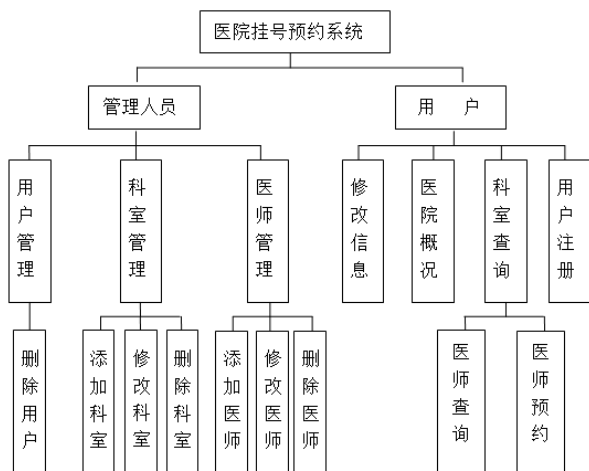 医院挂号预约系统
管理人员
用 户
用户管理
科室管理
医师管理
修改信息
医院概况
科室查询
用户注册
删除用户
添加科室
修改科室
删除科室
添加医师
修改医师
删除医师
医师查询
医师预约